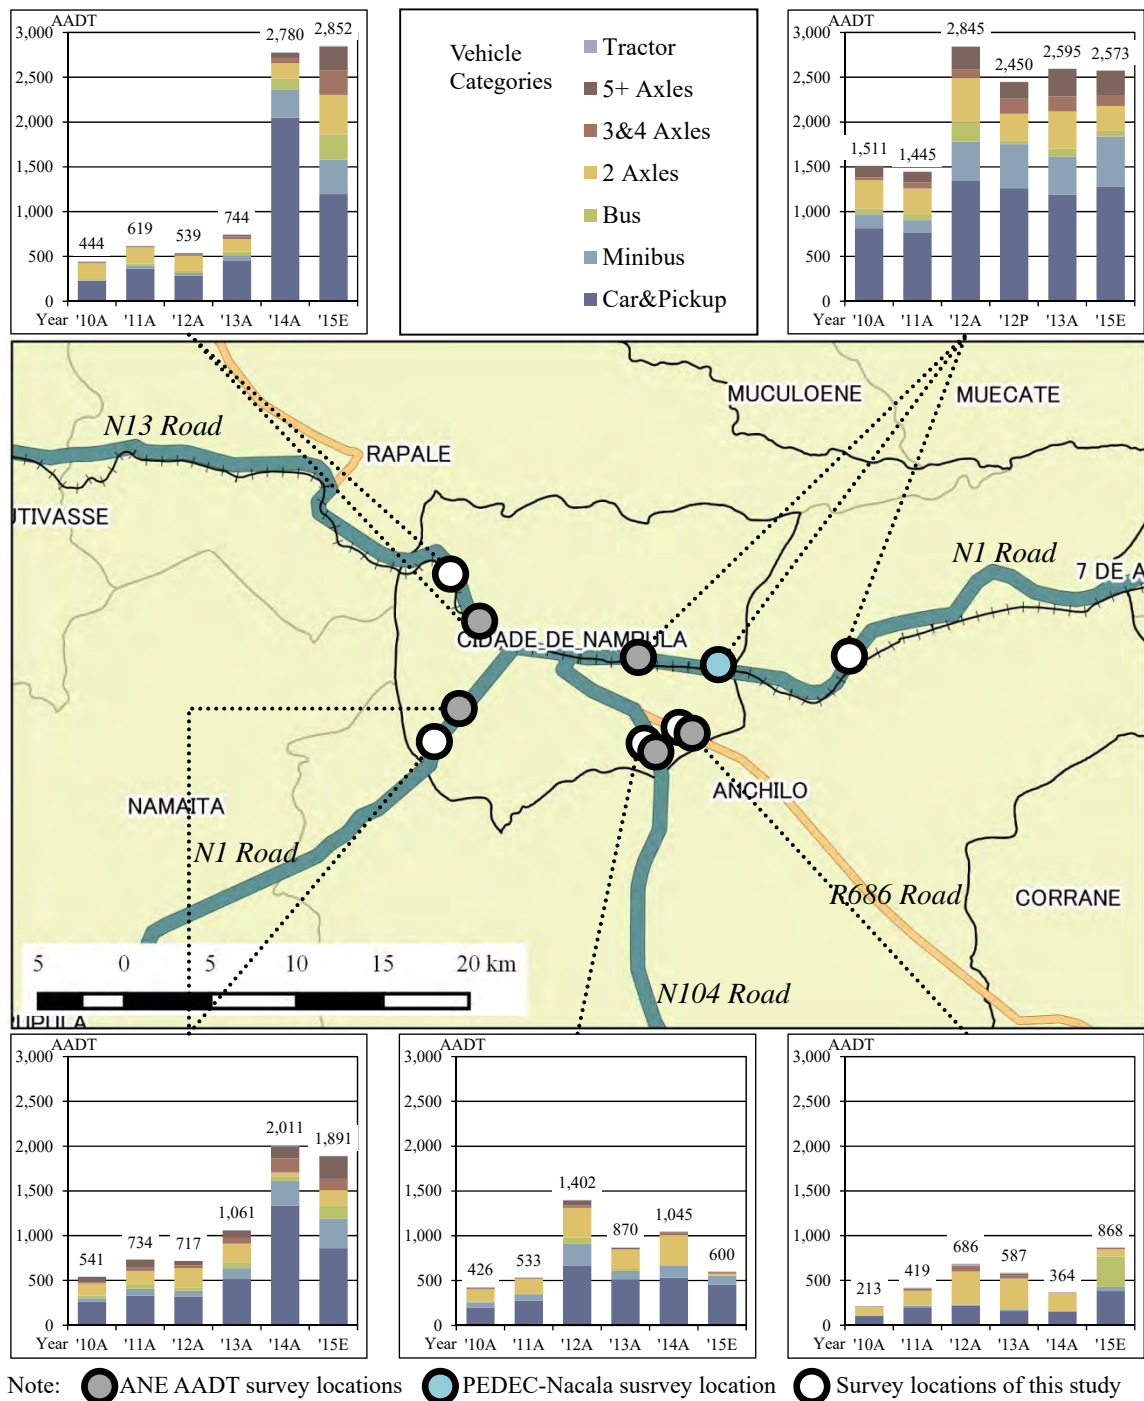 AADT
3,000
2,500
2,000
1,500
1,000
500
0
444
619
539
744
2,780
2,852
Year '10A '11A '12A '13A '14A '15E
Vehicle
Categories
Tractor
5+ Axles
3&4 Axles
2 Axles
Bus
Minibus
Car&Pickup
AADT
3,000
2,500
2,000
1,500
1,000
500
0
1,511
1,445
2,845
2,450
2,595
2,573
Year '10A '11A '12A '12P '13A '15E
MUCULOENE
MUECATE
N13 Road
RAPALE
UTIVASSE
N1 Road
7 DE A
CIDADE_DE_NAMPULA
NAMAITA
ANCHILO
N1 Road
R686 Road
CORRANE
5 0 5 10 15 20 km
N104 Road
PUPULA
AADT
3,000
2,500
2,000
1,500
1,000
500
0
541
734
717
1,061
2,011
1,891
Year '10A '11A '12A '13A '14A '15E
AADT
3,000
2,500
2,000
1,500
1,000
500
0
426
533
1,402
870
1,045
600
Year '10A '11A '12A '13A '14A '15E
AADT
3,000
2,500
2,000
1,500
1,000
500
0
213
419
686
587
364
868
Year '10A '11A '12A '13A '14A '15E
Note: ANE AADT survey locations PEDEC-Nacala susrvey location Survey locations of this study